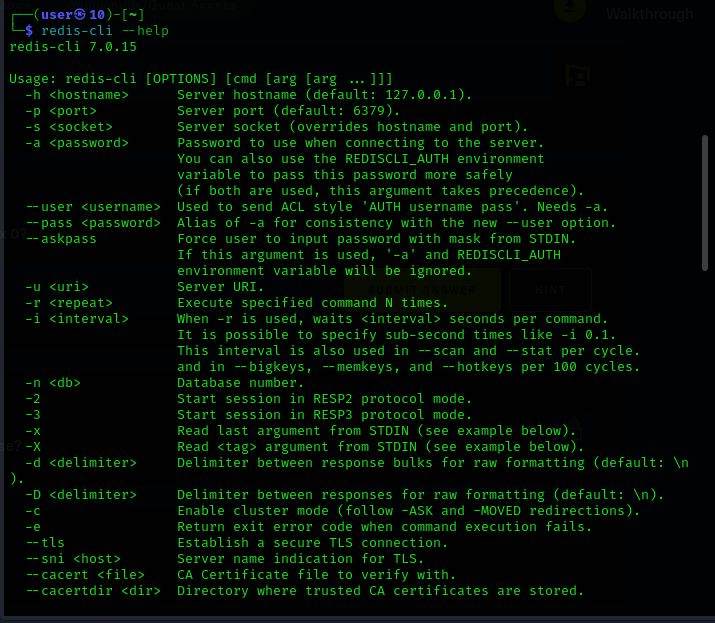 Walkthrough
┌──(user㉿10)-[~]
└─$ redis-cli --help
redis-cli 7.0.15

Usage: redis-cli [OPTIONS] [cmd [arg [arg ...]]]
  -h <hostname>      Server hostname (default: 127.0.0.1).
  -p <port>          Server port (default: 6379).
  -s <socket>        Server socket (overrides hostname and port).
  -a <password>      Password to use when connecting to the server.
                     You can also use the REDISCLI_AUTH environment
                     variable to pass this password more safely
                     (if both are used, this argument takes precedence).
  --user <username>  Used to send ACL style 'AUTH username pass'. Needs -a.
  --pass <password>  Alias of -a for consistency with the new --user option.
  --askpass          Force user to input password with mask from STDIN.
                     If this argument is used, '-a' and REDISCLI_AUTH
                     environment variable will be ignored.
  -u <uri>           Server URI.
  -r <repeat>        Execute specified command N times.
  -i <interval>      When -r is used, waits <interval> seconds per command.
                     It is possible to specify sub-second times like -i 0.1.
                     This interval is also used in --scan and --stat per cycle.
                     and in --bigkeys, --memkeys, and --hotkeys per 100 cycles.
  -n <db>            Database number.
  -2                 Start session in RESP2 protocol mode.
  -3                 Start session in RESP3 protocol mode.
  -x                 Read last argument from STDIN (see example below).
  -X                 Read <tag> argument from STDIN (see example below).
  -d <delimiter>     Delimiter between response bulks for raw formatting (default: \n
).
  -D <delimiter>     Delimiter between responses for raw formatting (default: \n).
  -c                 Enable cluster mode (follow -ASK and -MOVED redirections).
  -e                 Return exit error code when command execution fails.
  --tls              Establish a secure TLS connection.
  --sni <host>       Server name indication for TLS.
  --cacert <file>    CA Certificate file to verify with.
  --cacertdir <dir>  Directory where trusted CA certificates are stored.